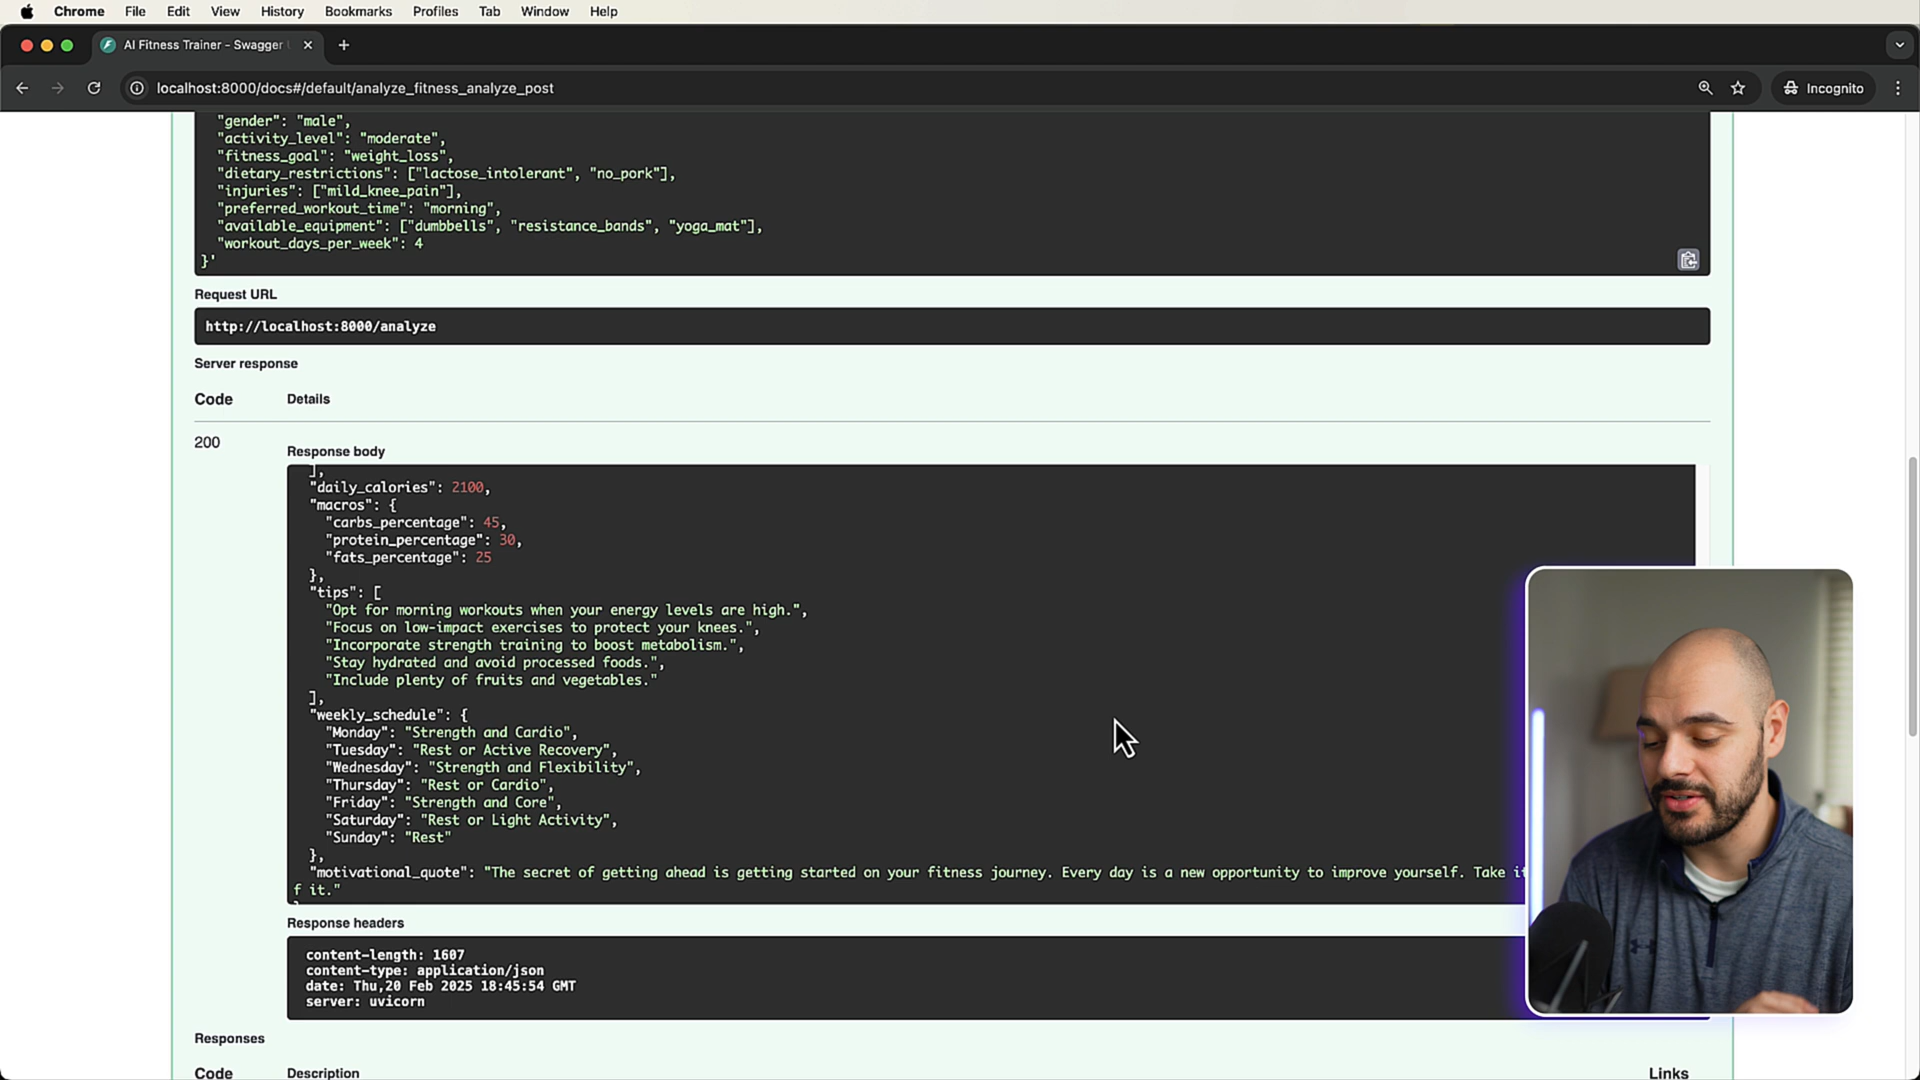 Chrome File Edit View History Bookmarks Profiles Tab Window Help
AI Fitness Trainer - Swagger
localhost:8000/docs#/default/analyze_fitness_analyze_post
Incognito
"gender": "male",
"activity_level": "moderate",
"fitness_goal": "weight_loss",
"dietary_restrictions": ["lactose_intolerant", "no_pork"],
"injuries": ["mild_knee_pain"],
"preferred_workout_time": "morning",
"available_equipment": ["dumbbells", "resistance_bands", "yoga_mat"],
"workout_days_per_week": 4
}'
Request URL
http://localhost:8000/analyze
Server response
Code Details
200
Response body
],
"daily_calories": 2100,
"macros": {
"carbs_percentage": 45,
"protein_percentage": 30,
"fats_percentage": 25
},
"tips": [
"Opt for morning workouts when your energy levels are high.",
"Focus on low-impact exercises to protect your knees.",
"Incorporate strength training to boost metabolism.",
"Stay hydrated and avoid processed foods.",
"Include plenty of fruits and vegetables."
],
"weekly_schedule": {
"Monday": "Strength and Cardio",
"Tuesday": "Rest or Active Recovery",
"Wednesday": "Strength and Flexibility",
"Thursday": "Rest or Cardio",
"Friday": "Strength and Core",
"Saturday": "Rest or Light Activity",
"Sunday": "Rest"
},
"motivational_quote": "The secret of getting ahead is getting started on your fitness journey. Every day is a new opportunity to improve yourself. Take
f it."
Response headers
content-length: 1607
content-type: application/json
date: Thu,20 Feb 2025 18:45:54 GMT
server: uvicorn
Responses
Code Description Links